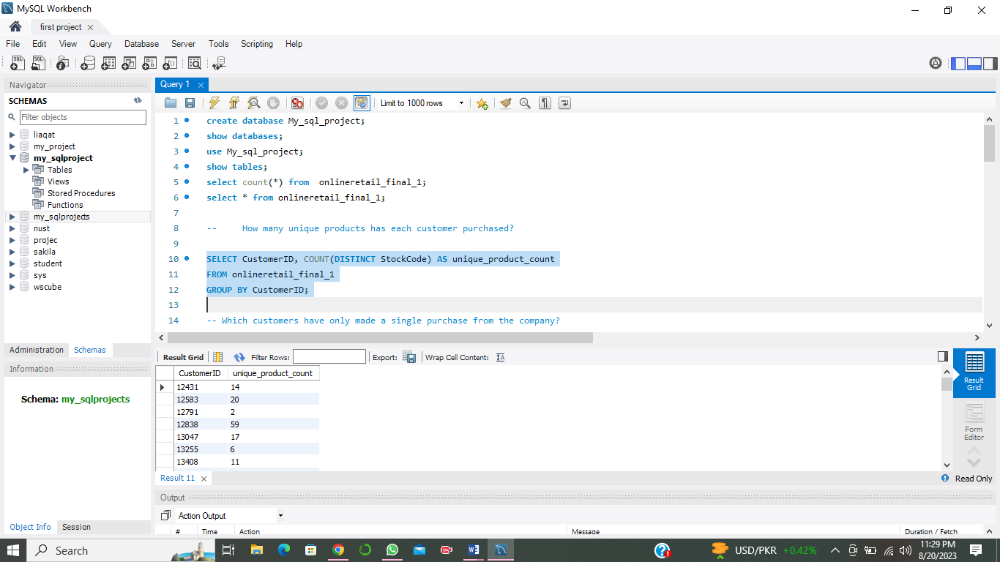 MySQL Workbench
first project
File Edit View Query Database Server Tools Scripting Help
Navigator
SCHEMAS
Filter objects
liaqat
my_project
my_sqlproject
Tables
Views
Stored Procedures
Functions
my_sqlprojects
nust
projec
sakila
student
sys
wscube
Administration Schemas
Information
Schema: my_sqlprojects
Object Info Session
Query 1
Limit to 1000 rows
1 create database My_sql_project;
2 show databases;
3 use My_sql_project;
4 show tables;
5 select count(*) from onlineretail_final_1;
6 select * from onlineretail_final_1;
7
8 -- How many unique products has each customer purchased?
9
10 SELECT CustomerID, COUNT(DISTINCT StockCode) AS unique_product_count
11 FROM onlineretail_final_1
12 GROUP BY CustomerID;
13
14 -- Which customers have only made a single purchase from the company?
Result Grid Filter Rows: Export: Wrap Cell Content:
CustomerID unique_product_count
12431 14
12583 20
12791 2
12838 59
13047 17
13255 6
13408 11
Result Grid
Form Editor
Result 11
Read Only
Output
Action Output
# Time Action Message Duration / Fetch
Search
USD/PKR +0.42%
11:29 PM
8/20/2023